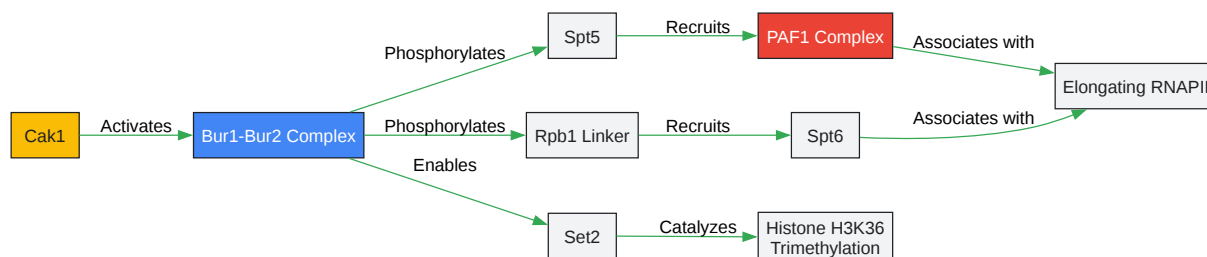 Spt5
Recruits
PAF1 Complex
Associates with
Phosphorylates
Elongating RNAPII
Cak1
Activates
Bur1-Bur2 Complex
Phosphorylates
Rpb1 Linker
Recruits
Spt6
Associates with
Enables
Set2
Catalyzes
Histone H3K36
Trimethylation